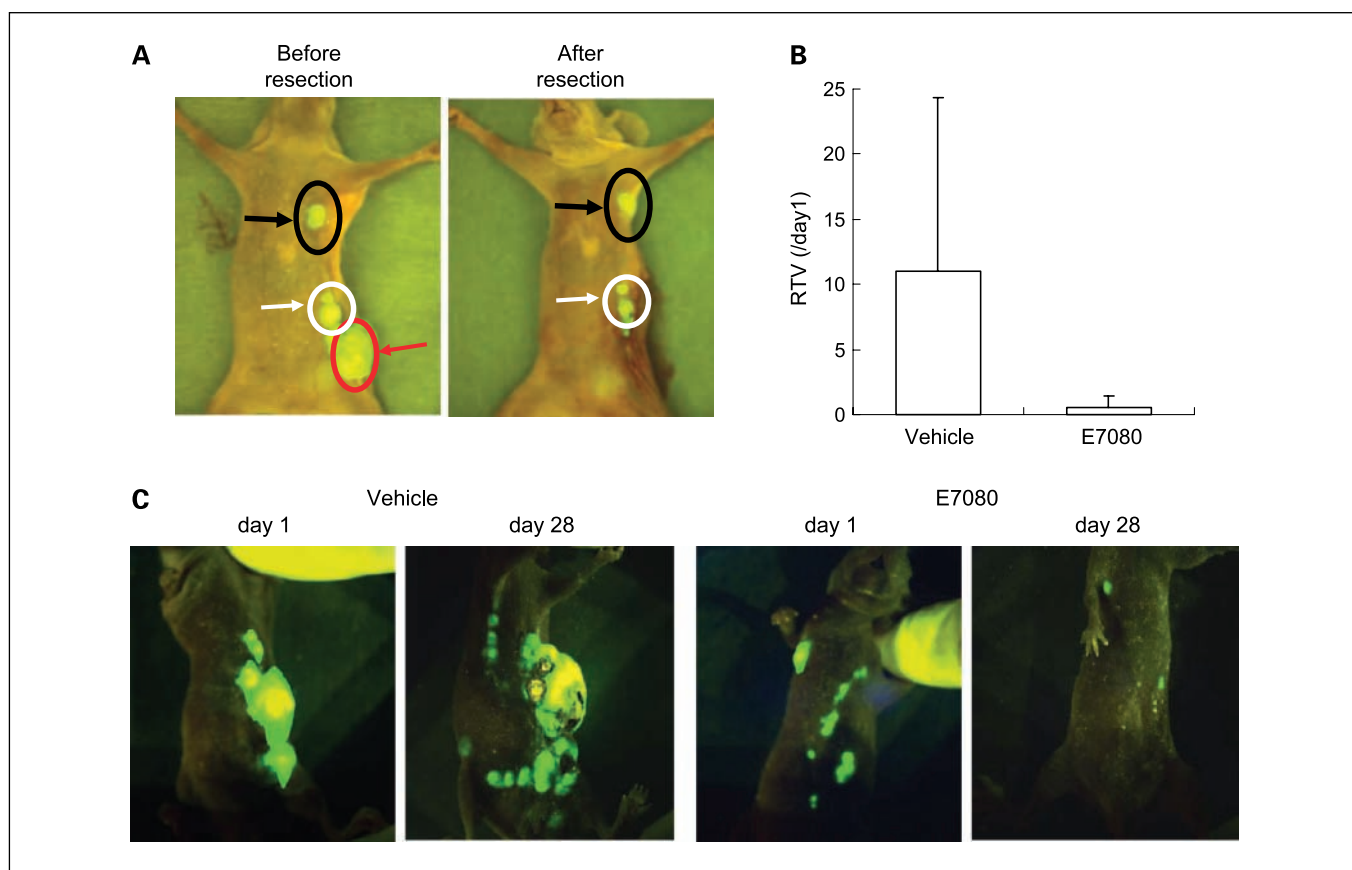 A
Before
resection
After
resection
B
25
20
15
10
5
0
RTV (/day1)
Vehicle
E7080
C
Vehicle
E7080
day 1
day 28
day 1
day 28